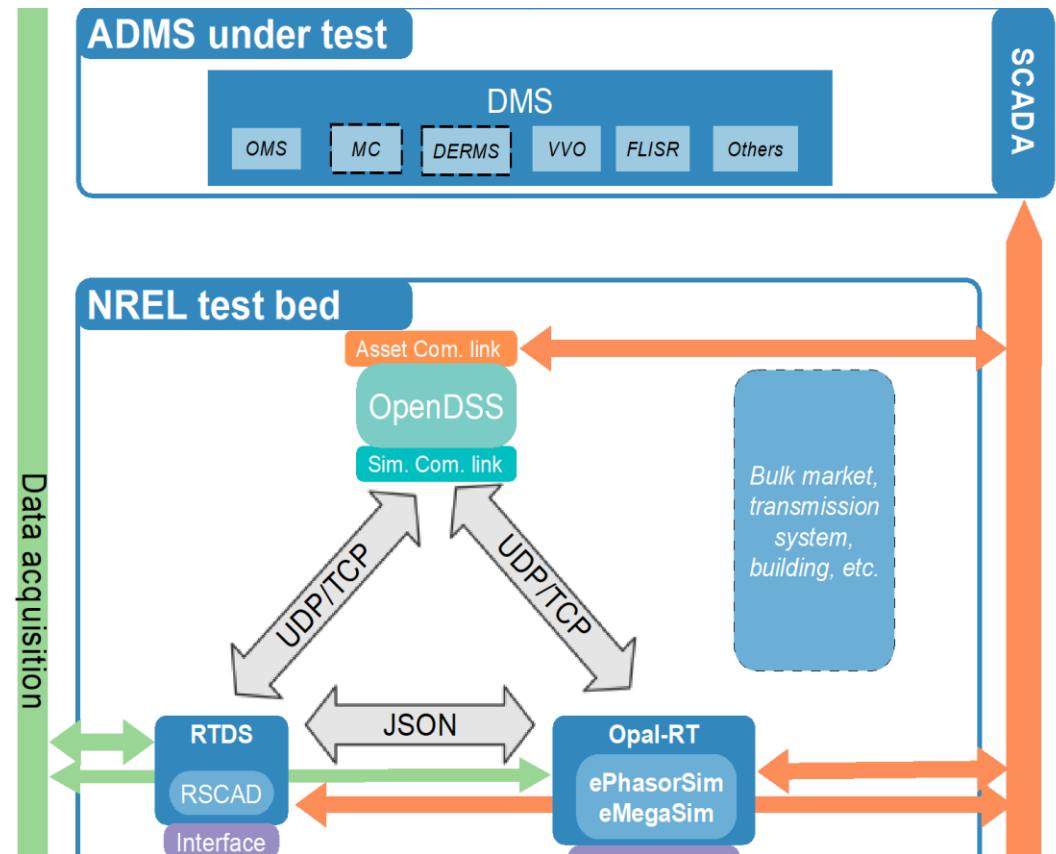 ADMS under test
SCADA
DMS
OMS
MC
DERMS
VVO
FLISR
Others
NREL test bed
Asset Com. link
OpenDSS
Sim. Com. link
Bulk market,
transmission
system,
building, etc.
Data acquisition
UDP/TCP
UDP/TCP
JSON
RTDS
RSCAD
Interface
Opal-RT
ePhasorSim
eMegaSim